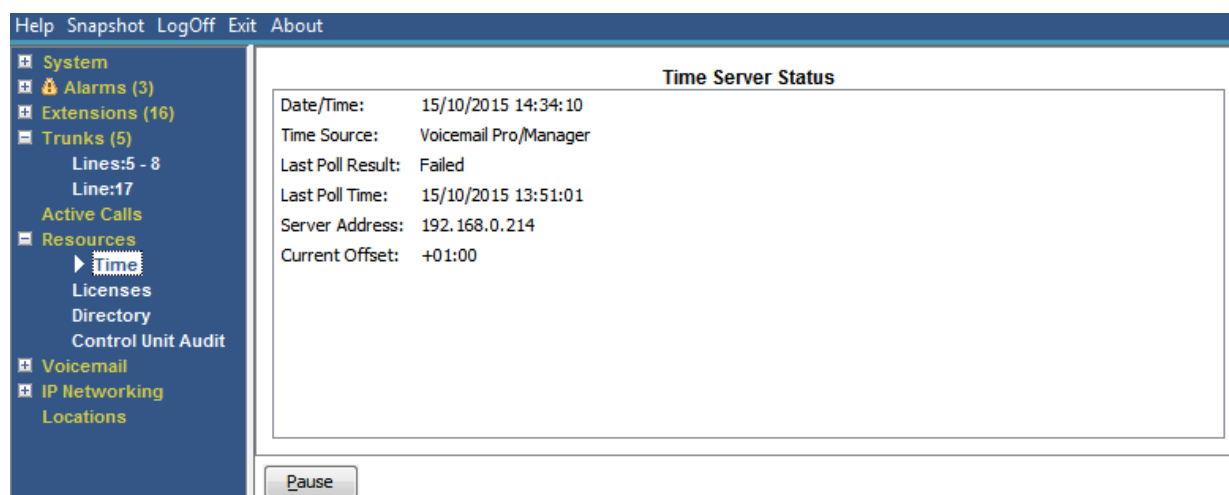 Help Snapshot LogOff Exit About
System
Alarms (3)
Extensions (16)
Trunks (5)
Lines:5 - 8
Line:17
Active Calls
Resources
Time
Licenses
Directory
Control Unit Audit
Voicemail
IP Networking
Locations
Time Server Status
Date/Time: 15/10/2015 14:34:10
Time Source: Voicemail Pro/Manager
Last Poll Result: Failed
Last Poll Time: 15/10/2015 13:51:01
Server Address: 192.168.0.214
Current Offset: +01:00
Pause